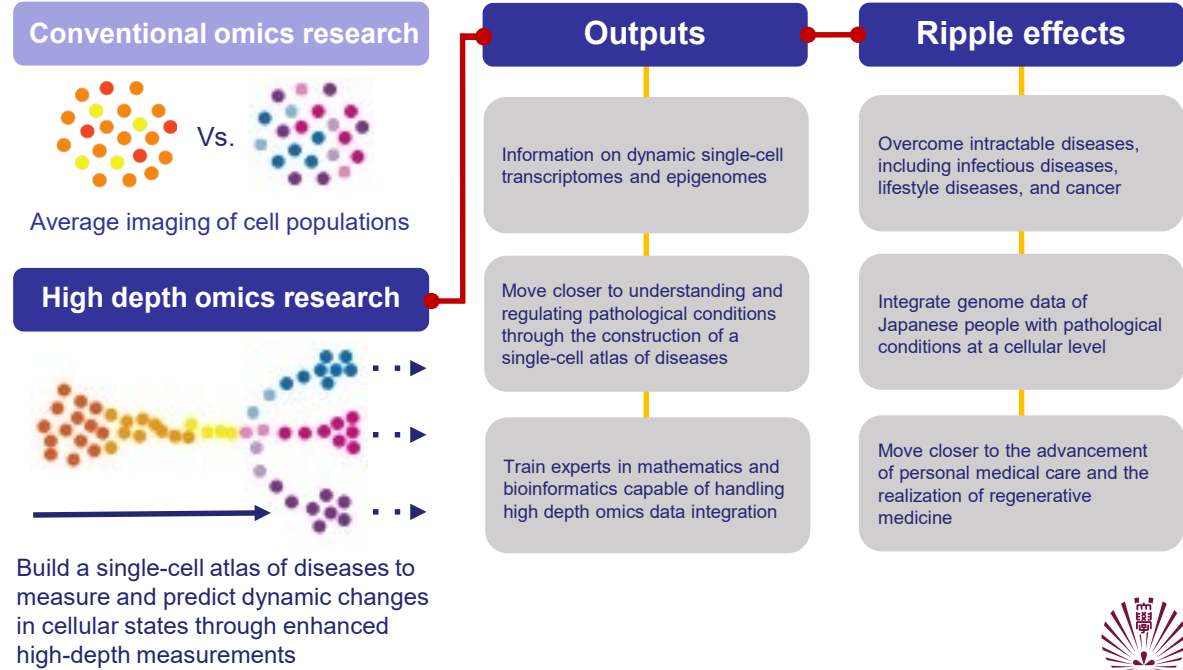 Conventional omics research
Vs.
Average imaging of cell populations
High depth omics research
Build a single-cell atlas of diseases to
measure and predict dynamic changes
in cellular states through enhanced
high-depth measurements
Outputs
Information on dynamic single-cell
transcriptomes and epigenomes
Move closer to understanding and
regulating pathological conditions
through the construction of a
single-cell atlas of diseases
Train experts in mathematics and
bioinformatics capable of handling
high depth omics data integration
Ripple effects
Overcome intractable diseases,
including infectious diseases,
lifestyle diseases, and cancer
Integrate genome data of
Japanese people with pathological
conditions at a cellular level
Move closer to the advancement
of personal medical care and the
realization of regenerative
medicine